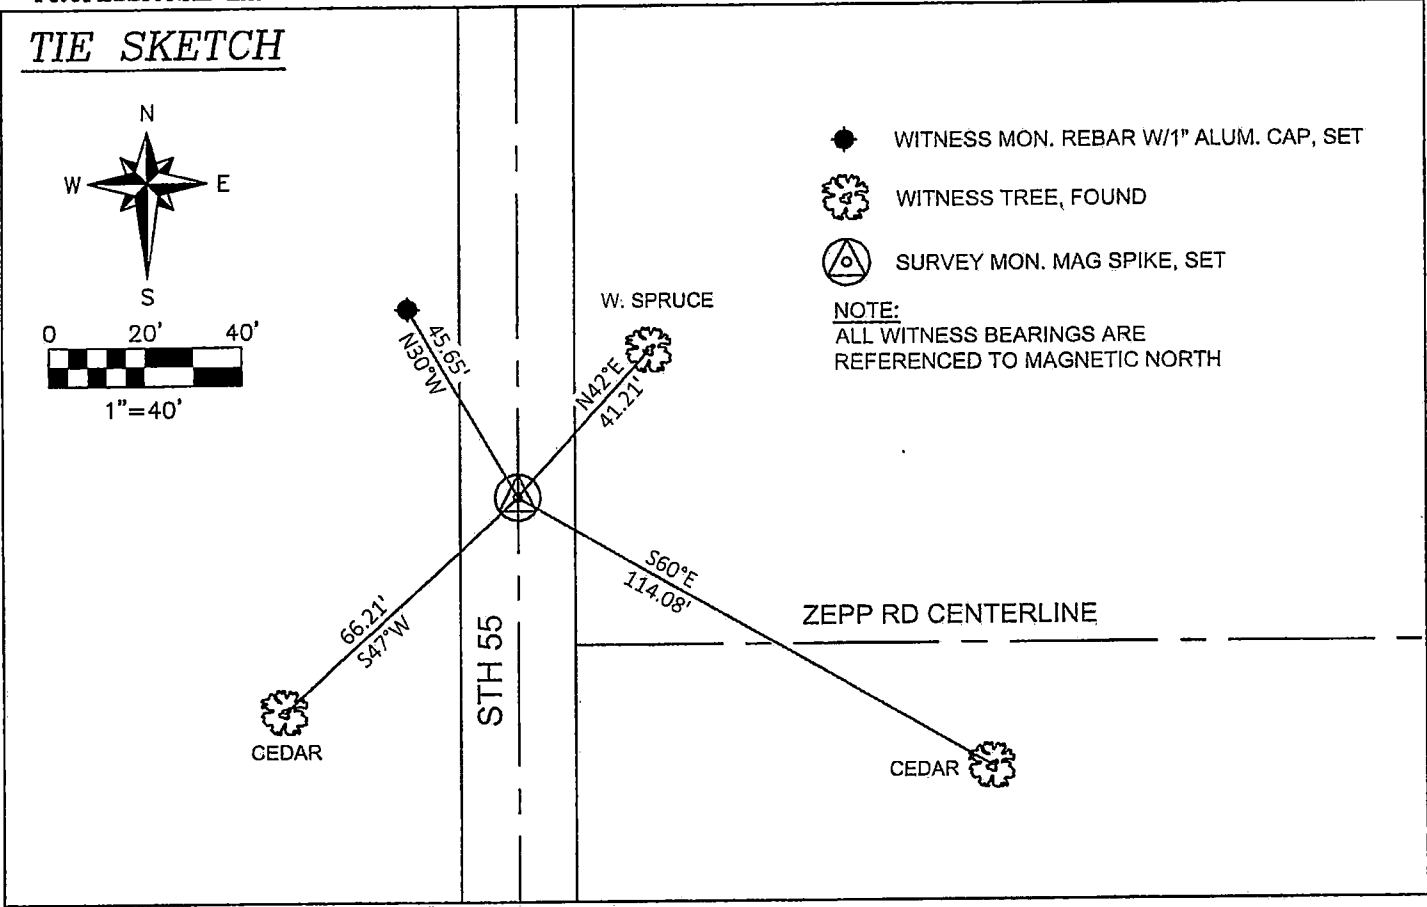 TIE SKETCH
N
W E
S
0 20' 40'
1"=40'
WITNESS MON. REBAR W/1" ALUM. CAP, SET
WITNESS TREE, FOUND
SURVEY MON. MAG SPIKE, SET
NOTE:
ALL WITNESS BEARINGS ARE
REFERENCED TO MAGNETIC NORTH
W. SPRUCE
45.65'
N30°W
N42°E
41.21'
S60°E
114.08'
66.21'
S47°W
STH 55
ZEPP RD CENTERLINE
CEDAR
CEDAR